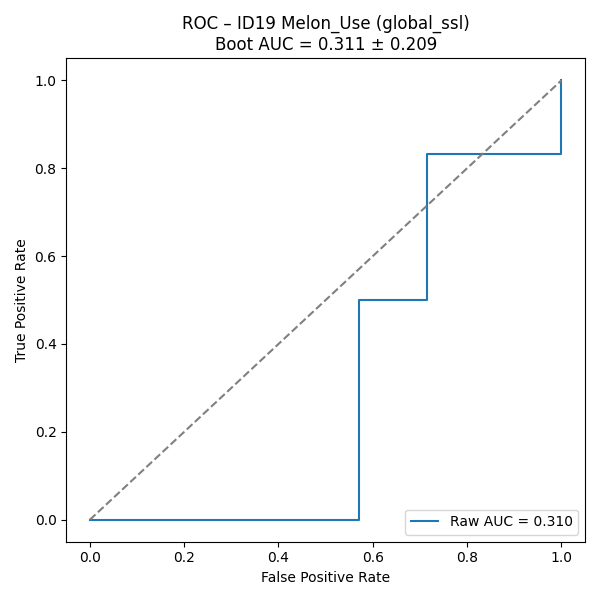 ROC – ID19 Melon_Use (global_ssl)
Boot AUC = 0.311 ± 0.209
True Positive Rate
1.0
0.8
0.6
0.4
0.2
0.0
Raw AUC = 0.310
0.0 0.2 0.4 0.6 0.8 1.0
False Positive Rate